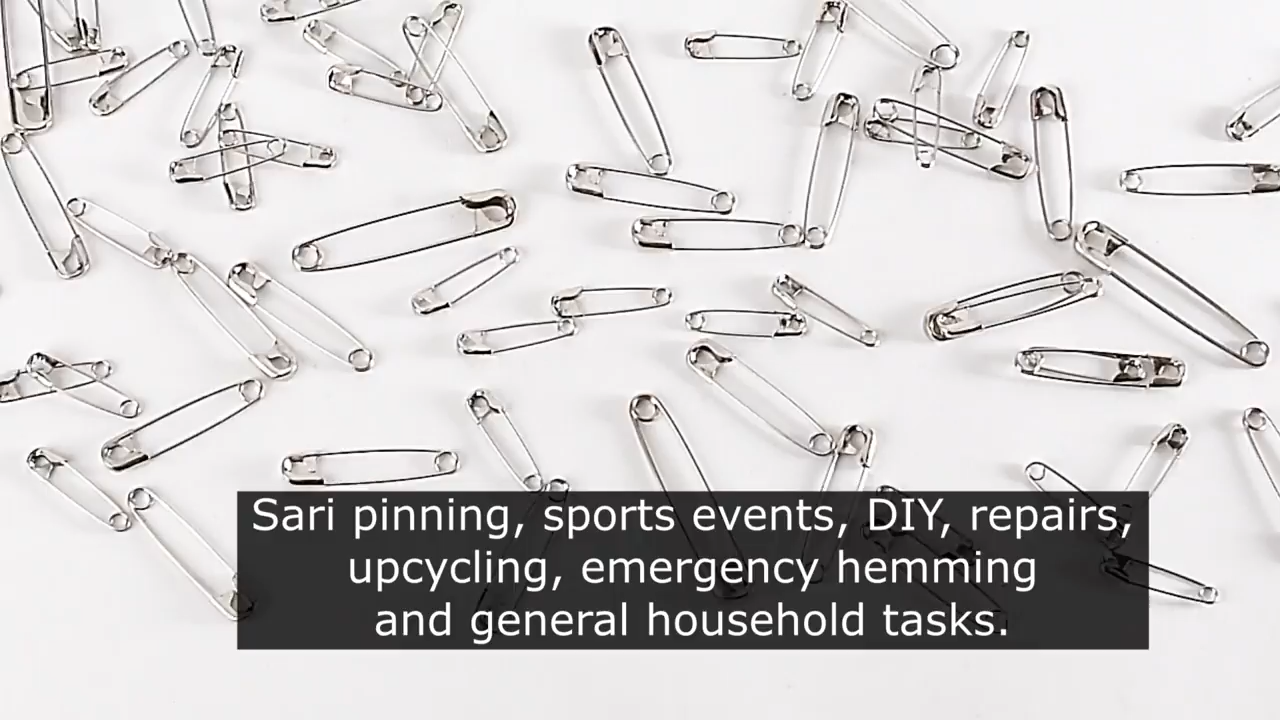 Sari pinning, sports events, DIY, repairs,
upcycling, emergency hemming
and general household tasks.